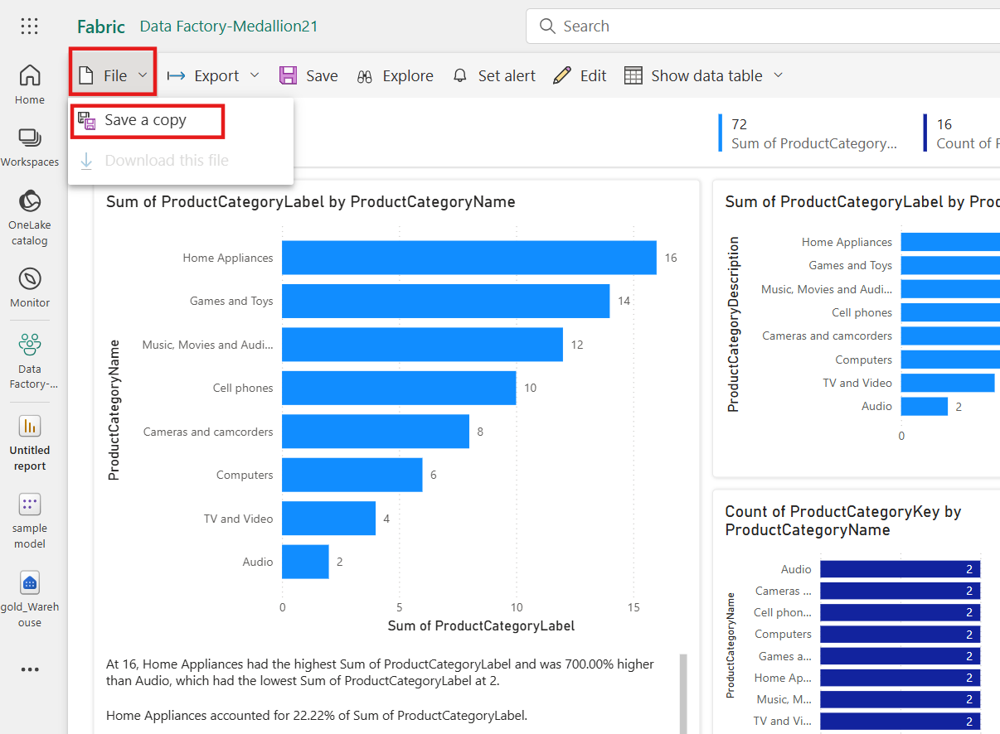 Fabric Data Factory-Medallion21
Search
File
Export
Save
Explore
Set alert
Edit
Show data table
Save a copy
Download this file
Home
Workspaces
OneLake
catalog
Monitor
Data
Factory-...
Untitled
report
sample
model
gold_Wareh
ouse
72
Sum of ProductCategory...
16
Count of P
Sum of ProductCategoryLabel by ProductCategoryName
ProductCategoryName
Home Appliances 16
Games and Toys 14
Music, Movies and Audi... 12
Cell phones 10
Cameras and camcorders 8
Computers 6
TV and Video 4
Audio 2
0 5 10 15
Sum of ProductCategoryLabel
At 16, Home Appliances had the highest Sum of ProductCategoryLabel and was 700.00% higher
than Audio, which had the lowest Sum of ProductCategoryLabel at 2.
Home Appliances accounted for 22.22% of Sum of ProductCategoryLabel.
Sum of ProductCategoryLabel by Prod
ProductCategoryDescription
Home Appliances
Games and Toys
Music, Movies and Audi...
Cell phones
Cameras and camcorders
Computers
TV and Video
Audio 2
0
Count of ProductCategoryKey by
ProductCategoryName
ProductCategoryName
Audio 2
Cameras ... 2
Cell phon... 2
Computers 2
Games a... 2
Home Ap... 2
Music, M... 2
TV and Vi... 2